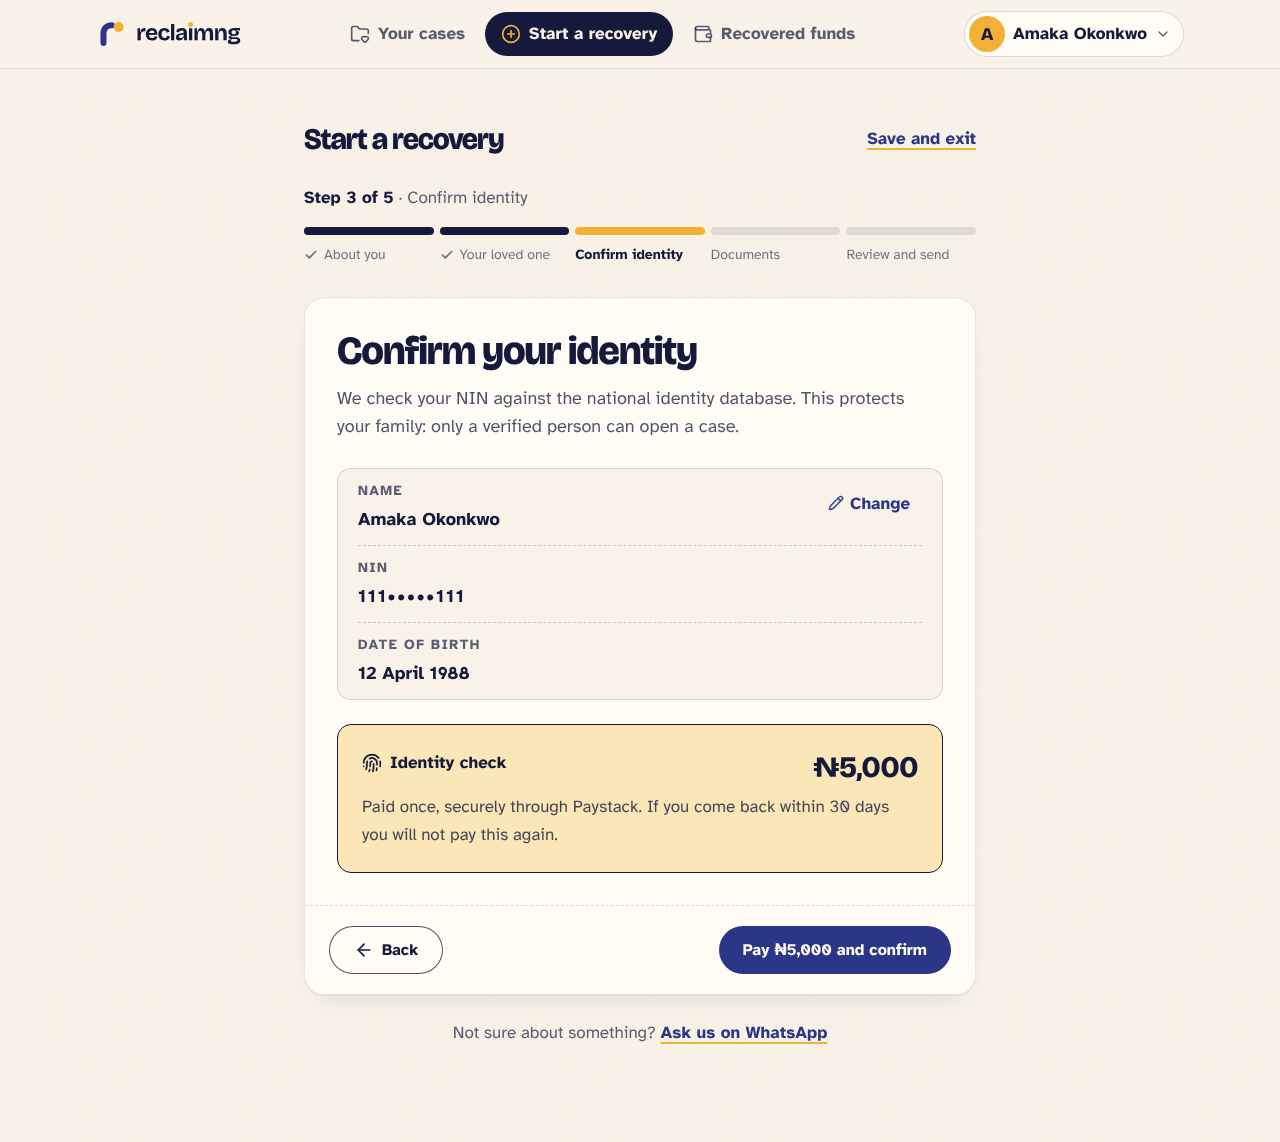 reclaimng
Your cases
Start a recovery
Recovered funds
A
Amaka Okonkwo
Start a recovery
Save and exit
Step 3 of 5 · Confirm identity
About you
Your loved one
Confirm identity
Documents
Review and send
Confirm your identity
We check your NIN against the national identity database. This protects
your family: only a verified person can open a case.
NAME
Amaka Okonkwo
Change
NIN
111•••••111
DATE OF BIRTH
12 April 1988
Identity check
₦5,000
Paid once, securely through Paystack. If you come back within 30 days
you will not pay this again.
Back
Pay ₦5,000 and confirm
Not sure about something? Ask us on WhatsApp